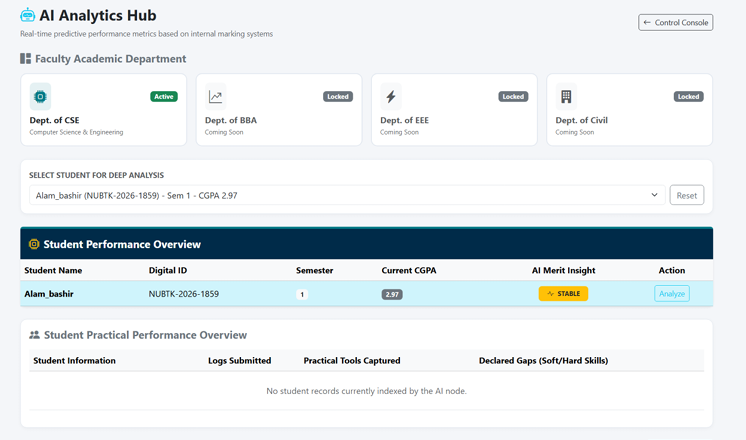 AI Analytics Hub
Real-time predictive performance metrics based on internal marking systems
← Control Console
Faculty Academic Department
Active
Dept. of CSE
Computer Science & Engineering
Locked
Dept. of BBA
Coming Soon
Locked
Dept. of EEE
Coming Soon
Locked
Dept. of Civil
Coming Soon
SELECT STUDENT FOR DEEP ANALYSIS
Alam_bashir (NUBTK-2026-1859) - Sem 1 - CGPA 2.97
Reset
Student Performance Overview
Student Name Digital ID Semester Current CGPA AI Merit Insight Action
Alam_bashir NUBTK-2026-1859 1 2.97 STABLE Analyze
Student Practical Performance Overview
Student Information Logs Submitted Practical Tools Captured Declared Gaps (Soft/Hard Skills)
No student records currently indexed by the AI node.